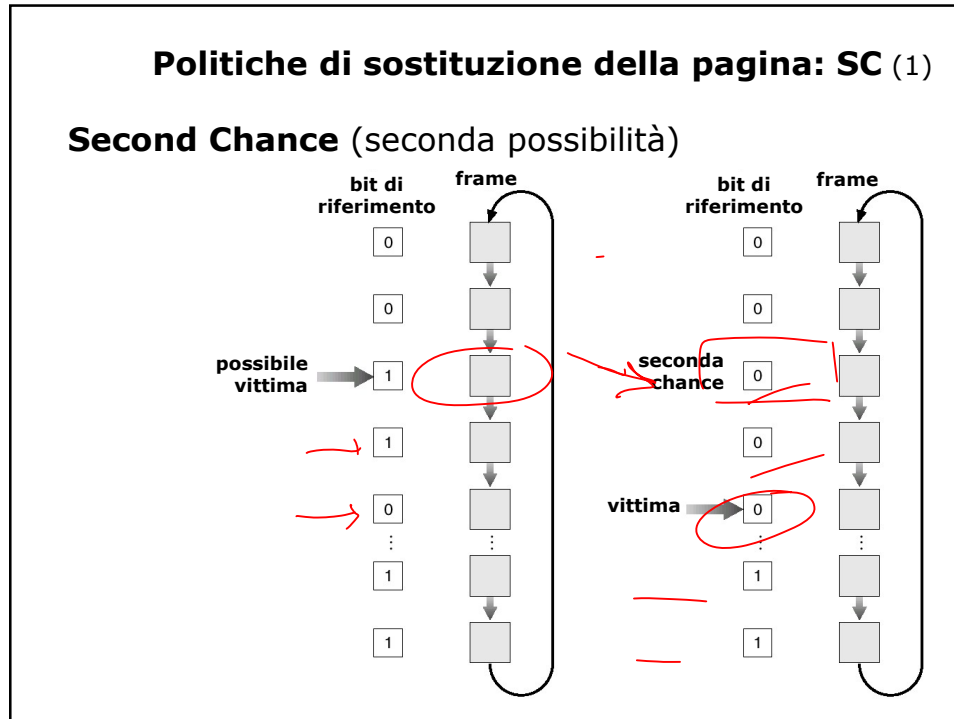 Politiche di sostituzione della pagina: SC (1)
Second Chance (seconda possibilità)
bit di
riferimento
frame
0
0
possibile
vittima
1
1
0
⋮
⋮
1
1
bit di
riferimento
frame
0
0
seconda
chance
0
0
vittima
0
⋮
⋮
1
1